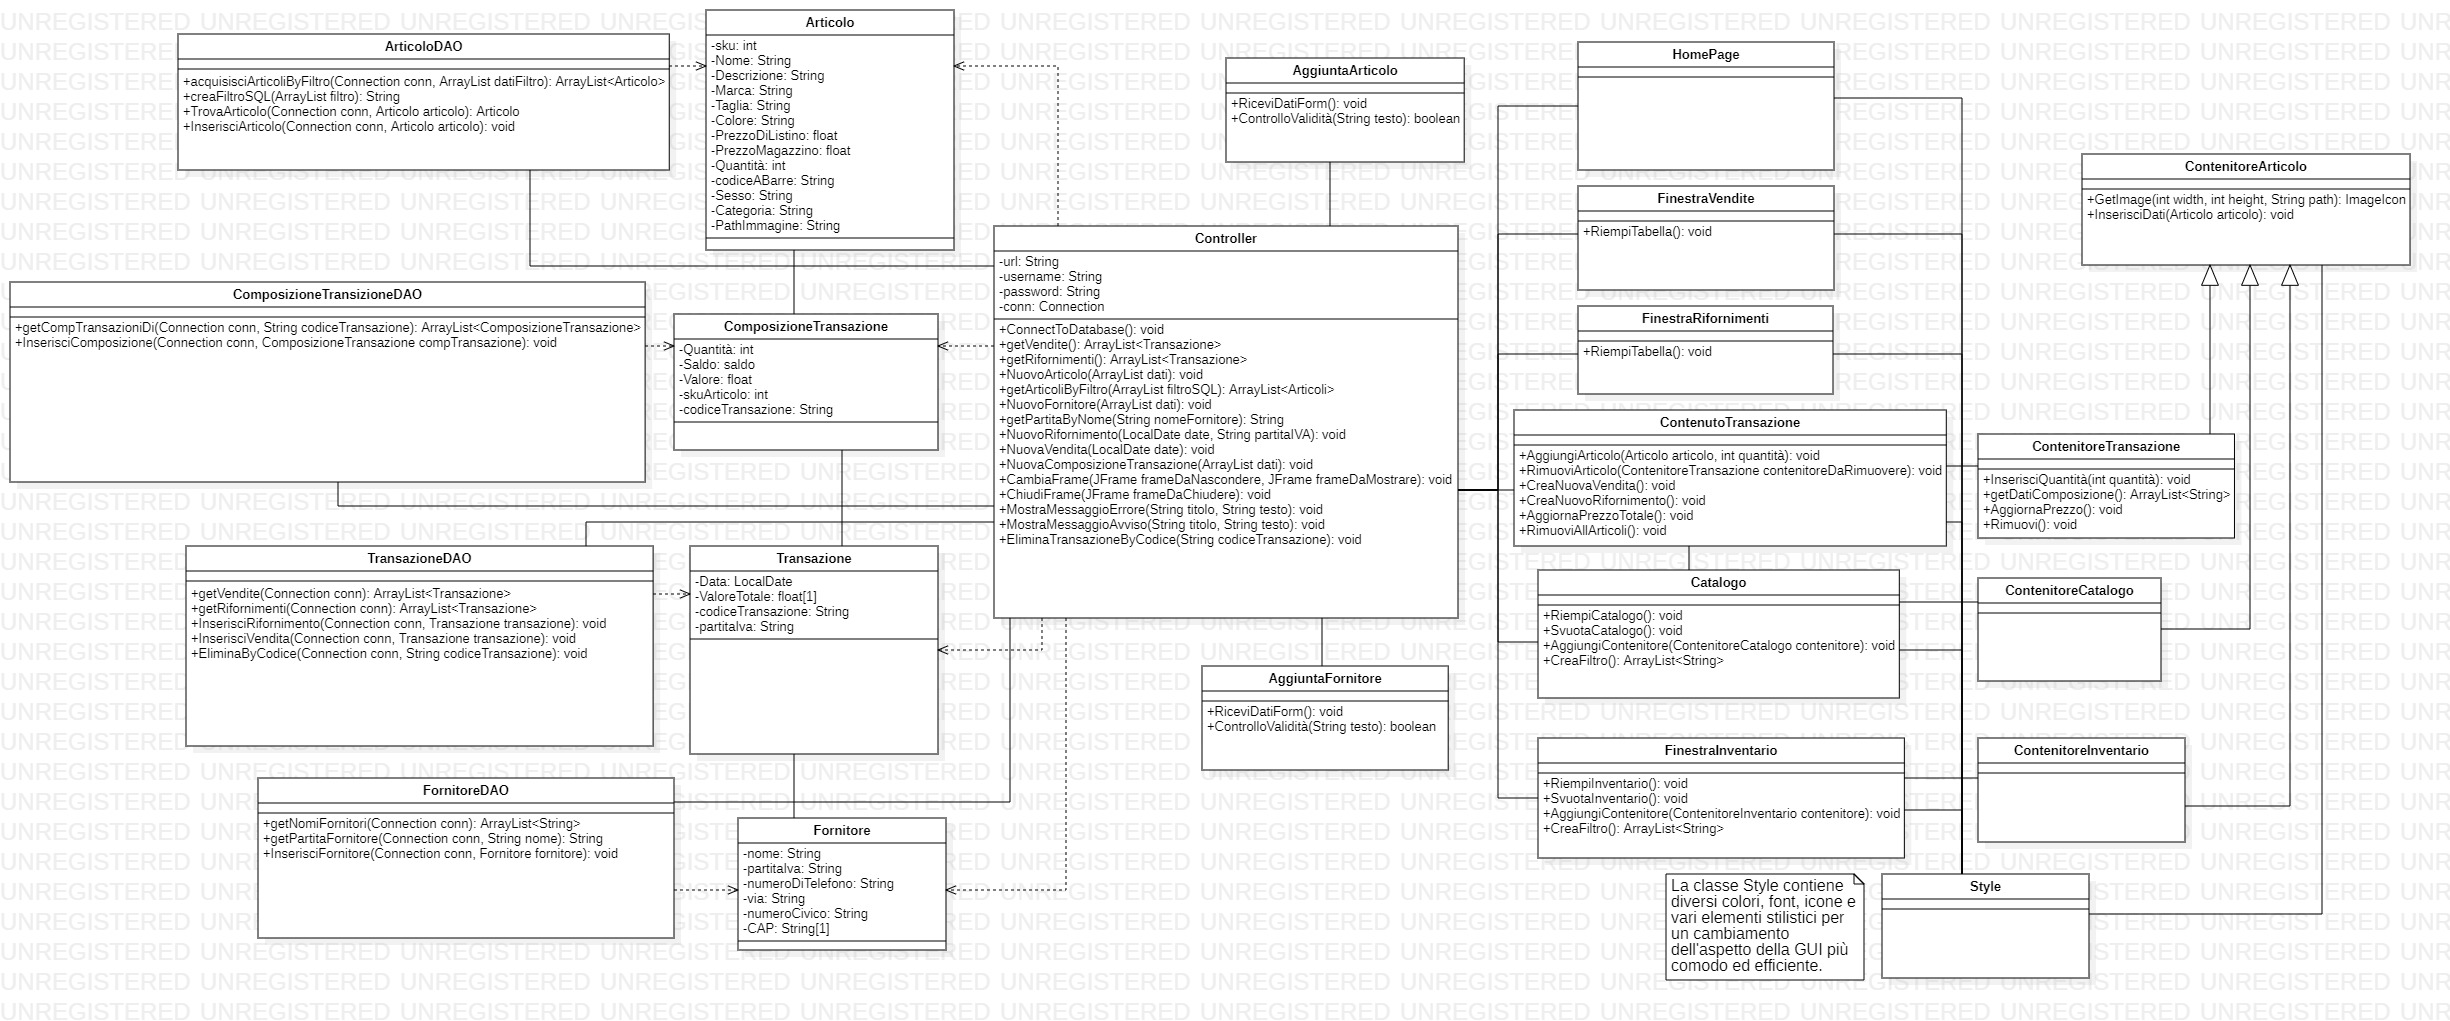 Articolo
-sku: int
-Nome: String
-Descrizione: String
-Marca: String
-Taglia: String
-Colore: String
-PrezzoDiListino: float
-PrezzoMagazzino: float
-Quantità: int
-codiceABarre: String
-Sesso: String
-Categoria: String
-PathImmagine: String
ArticoloDAO
+acquisisciArticoliByFiltro(Connection conn, ArrayList datiFiltro): ArrayList<Articolo>
+creaFiltroSQL(ArrayList filtro): String
+TrovaArticolo(Connection conn, Articolo articolo): Articolo
+InserisciArticolo(Connection conn, Articolo articolo): void
AggiuntaArticolo
+RiceviDatiForm(): void
+ControlloValidità(String testo): boolean
HomePage
FinestraVendite
+RiempiTabella(): void
FinestraRifornimenti
+RiempiTabella(): void
ContenitoreArticolo
+GetImage(int width, int height, String path): ImageIcon
+InserisciDati(Articolo articolo): void
Controller
-url: String
-username: String
-password: String
-conn: Connection
+ConnectToDatabase(): void
+getVendite(): ArrayList<Transazione>
+getRifornimenti(): ArrayList<Transazione>
+NuovoArticolo(ArrayList dati): void
+getArticoliByFiltro(ArrayList filtroSQL): ArrayList<Articoli>
+NuovoFornitore(ArrayList dati): void
+getPartitaByNome(String nomeFornitore): String
+NuovoRifornimento(LocalDate date, String partitaIVA): void
+NuovaVendita(LocalDate date): void
+NuovaComposizioneTransazione(ArrayList dati): void
+CambiaFrame(JFrame frameDaNascondere, JFrame frameDaMostrare): void
+ChiudiFrame(JFrame frameDaChiudere): void
+MostraMessaggioErrore(String titolo, String testo): void
+MostraMessaggioAvviso(String titolo, String testo): void
+EliminaTransazioneByCodice(String codiceTransazione): void
ComposizioneTransizioneDAO
+getCompTransazioniDi(Connection conn, String codiceTransazione): ArrayList<ComposizioneTransazione>
+InserisciComposizione(Connection conn, ComposizioneTransazione compTransazione): void
ComposizioneTransazione
-Quantità: int
-Saldo: saldo
-Valore: float
-skuArticolo: int
-codiceTransazione: String
ContenutoTransazione
+AggiungiArticolo(Articolo articolo, int quantità): void
+RimuoviArticolo(ContenitoreTransazione contenitoreDaRimuovere): void
+CreaNuovaVendita(): void
+CreaNuovoRifornimento(): void
+AggiornaPrezzoTotale(): void
+RimuoviAllArticoli(): void
ContenitoreTransazione
+InserisciQuantità(int quantità): void
+getDatiComposizione(): ArrayList<String>
+AggiornaPrezzo(): void
+Rimuovi(): void
TransazioneDAO
+getVendite(Connection conn): ArrayList<Transazione>
+getRifornimenti(Connection conn): ArrayList<Transazione>
+InserisciRifornimento(Connection conn, Transazione transazione): void
+InserisciVendita(Connection conn, Transazione transazione): void
+EliminaByCodice(Connection conn, String codiceTransazione): void
Transazione
-Data: LocalDate
-ValoreTotale: float[1]
-codiceTransazione: String
-partitaIva: String
Catalogo
+RiempiCatalogo(): void
+SvuotaCatalogo(): void
+AggiungiContenitore(ContenitoreCatalogo contenitore): void
+CreaFiltro(): ArrayList<String>
ContenitoreCatalogo
AggiuntaFornitore
+RiceviDatiForm(): void
+ControlloValidità(String testo): boolean
FinestraInventario
+RiempiInventario(): void
+SvuotaInventario(): void
+AggiungiContenitore(ContenitoreInventario contenitore): void
+CreaFiltro(): ArrayList<String>
ContenitoreInventario
FornitoreDAO
+getNomiFornitori(Connection conn): ArrayList<String>
+getPartitaFornitore(Connection conn, String nome): String
+InserisciFornitore(Connection conn, Fornitore fornitore): void
Fornitore
-nome: String
-partitaIva: String
-numeroDiTelefono: String
-via: String
-numeroCivico: String
-CAP: String[1]
La classe Style contiene
diversi colori, font, icone e
vari elementi stilistici per
un cambiamento
dell'aspetto della GUI più
comodo ed efficiente.
Style
UNREGISTERED